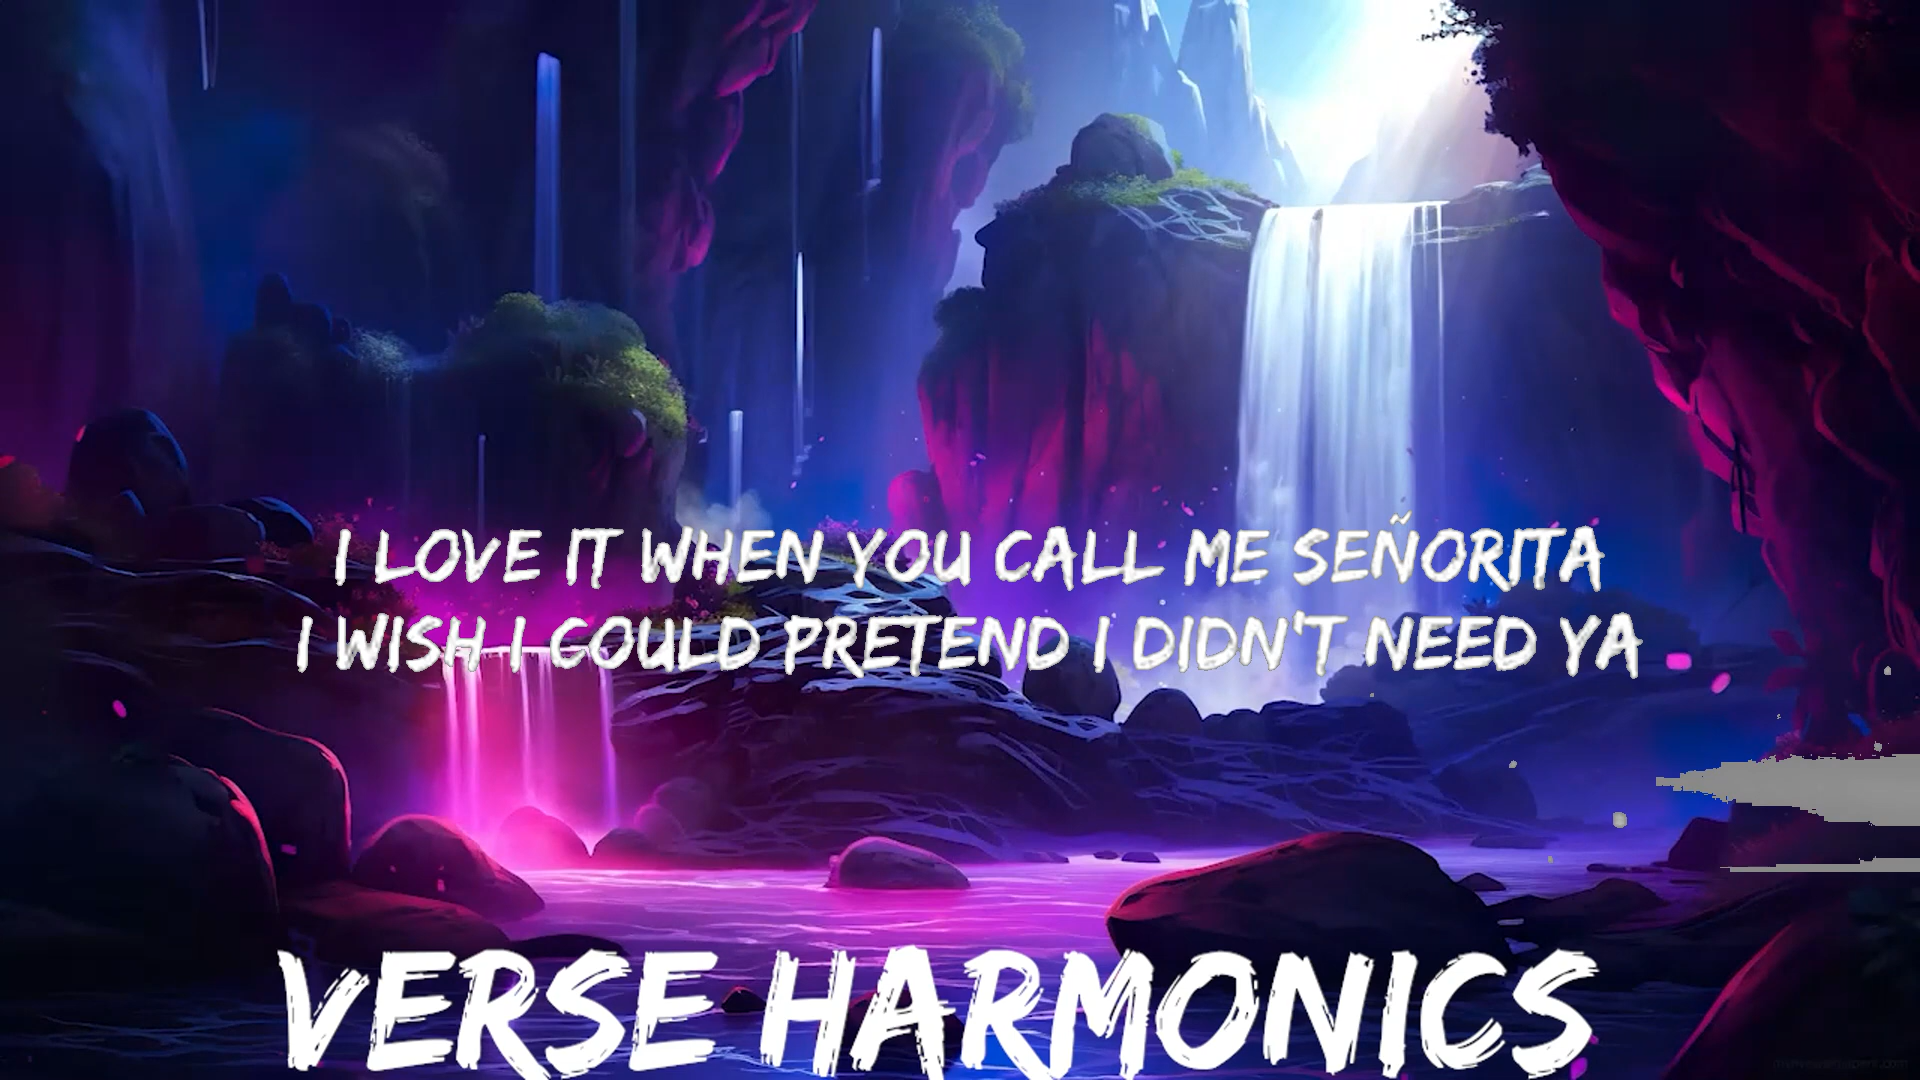 I LOVE IT WHEN YOU CALL ME SEÑORITA
I WISH I COULD PRETEND I DIDN'T NEED YA
VERSE HARMONICS